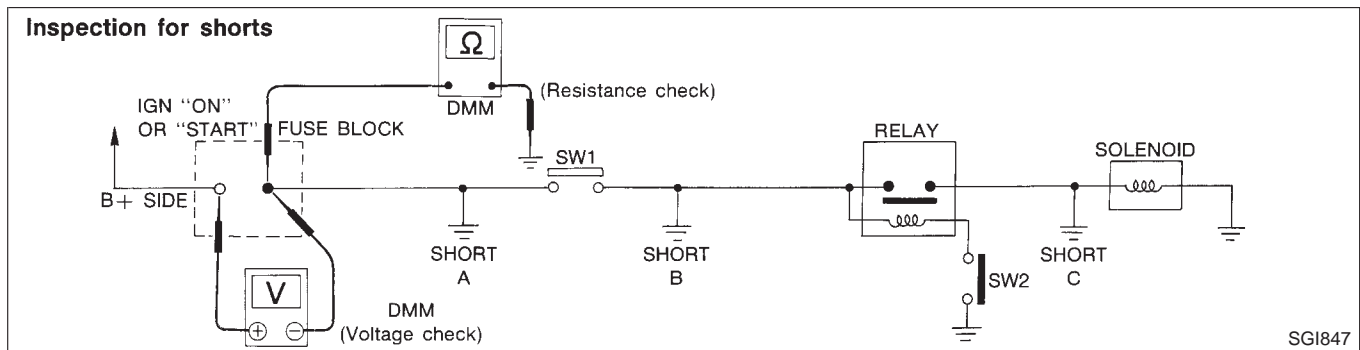 Inspection for shorts
Ω
DMM
(Resistance check)
IGN "ON"
OR "START"
FUSE BLOCK
B+ SIDE
SW1
RELAY
SOLENOID
SHORT
A
SHORT
B
SHORT
C
SW2
V
+ −
DMM
(Voltage check)
SGI847